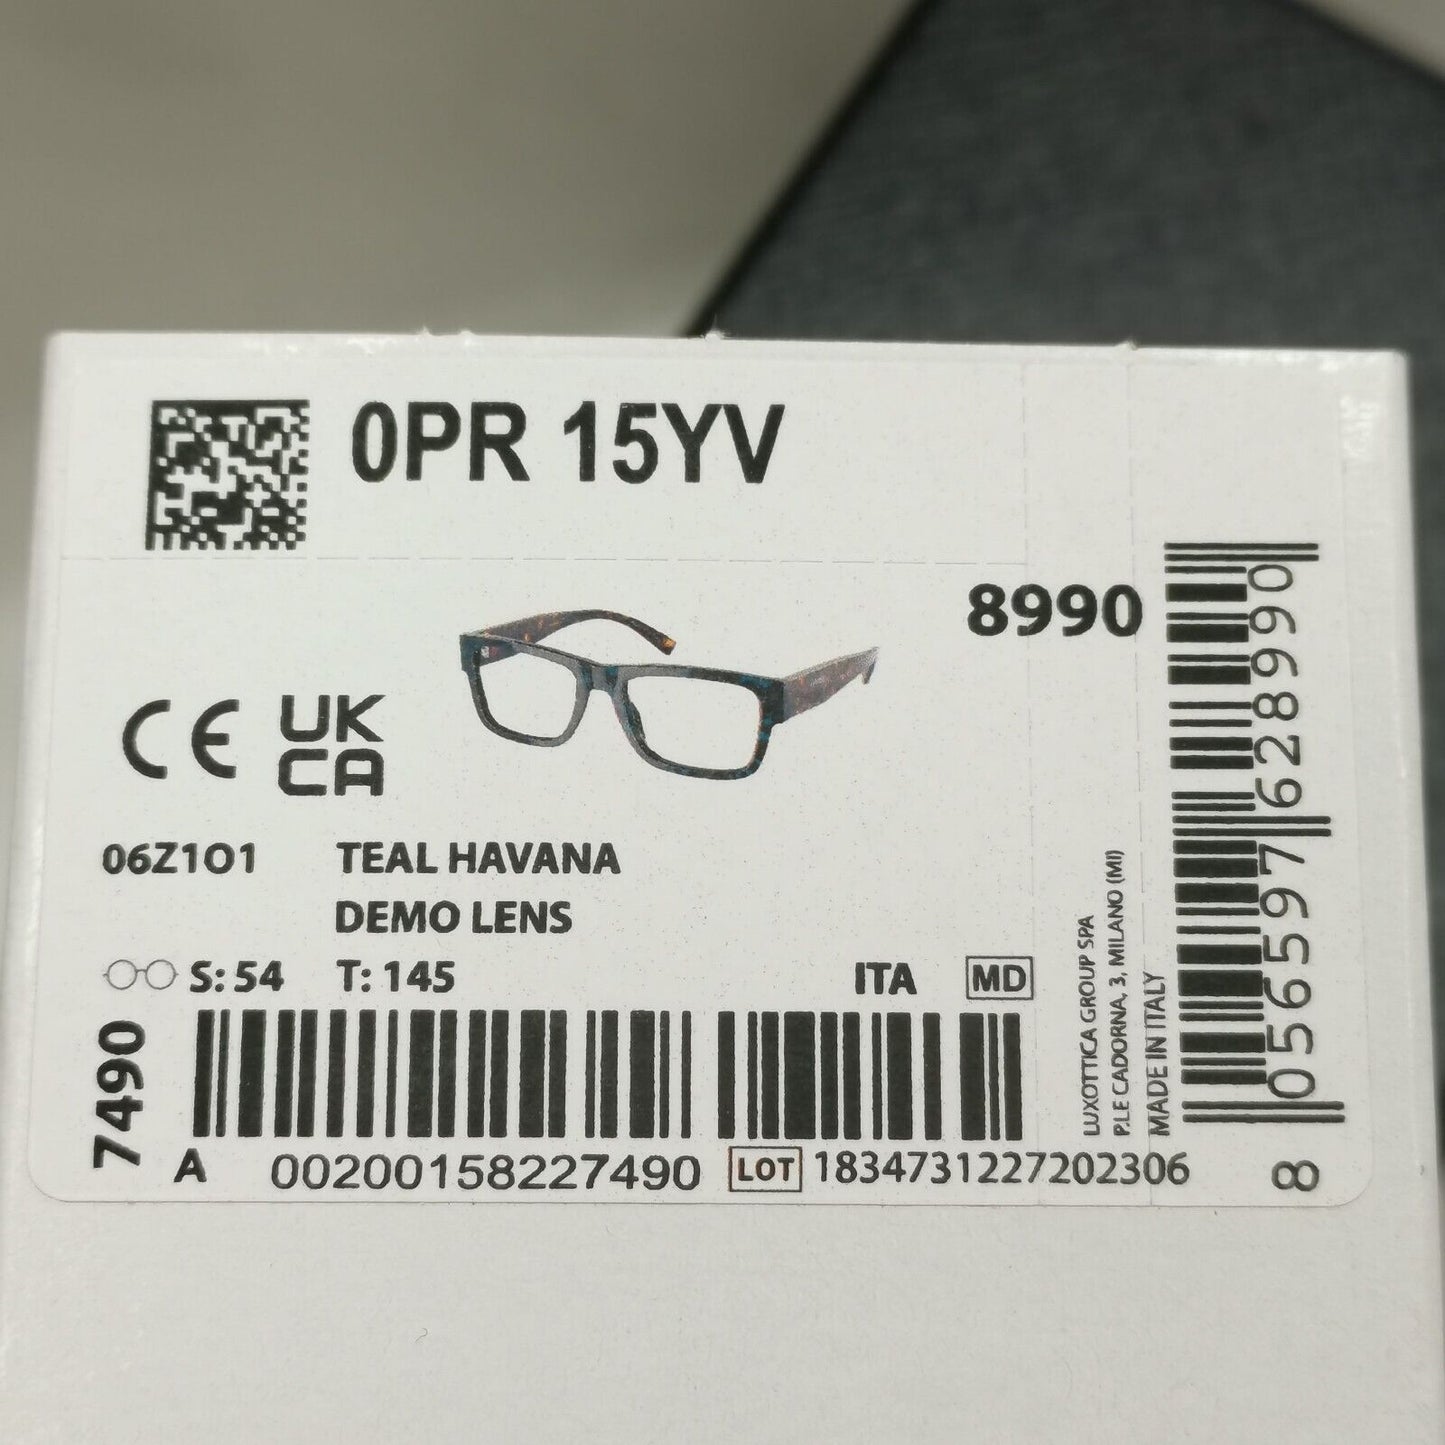 0PR 15YV
8990
CE UK
CA
06Z1O1 TEAL HAVANA
DEMO LENS
S: 54 T: 145 ITA MD
7490
A 00200158227490 LOT 1834731227202306
LUXOTTICA GROUP SPA
P.LE CADORNA, 3, MILANO (MI)
MADE IN ITALY
8 056597 628990